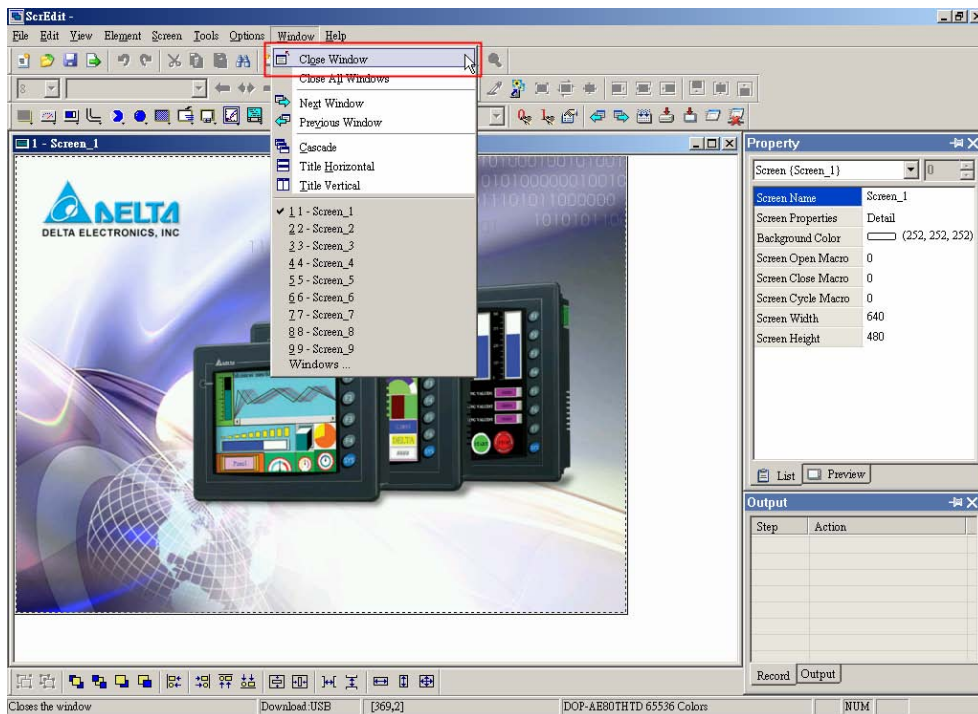 ScrEdit -
File Edit View Element Screen Tools Options Window Help
8
Close Window
Close All Windows
Next Window
Previous Window
Cascade
Title Horizontal
Title Vertical
1 1 - Screen_1
2 2 - Screen_2
3 3 - Screen_3
4 4 - Screen_4
5 5 - Screen_5
6 6 - Screen_6
7 7 - Screen_7
8 8 - Screen_8
9 9 - Screen_9
Windows ...
1 - Screen_1
DELTA
DELTA ELECTRONICS, INC
Property
Screen {Screen_1} 0
Screen Name Screen_1
Screen Properties Detail
Background Color (252, 252, 252)
Screen Open Macro 0
Screen Close Macro 0
Screen Cycle Macro 0
Screen Width 640
Screen Height 480
List Preview
Output
Step Action
Record Output
Closes the window Download:USB [369,2] DOP-AE80THTD 65536 Colors NUM